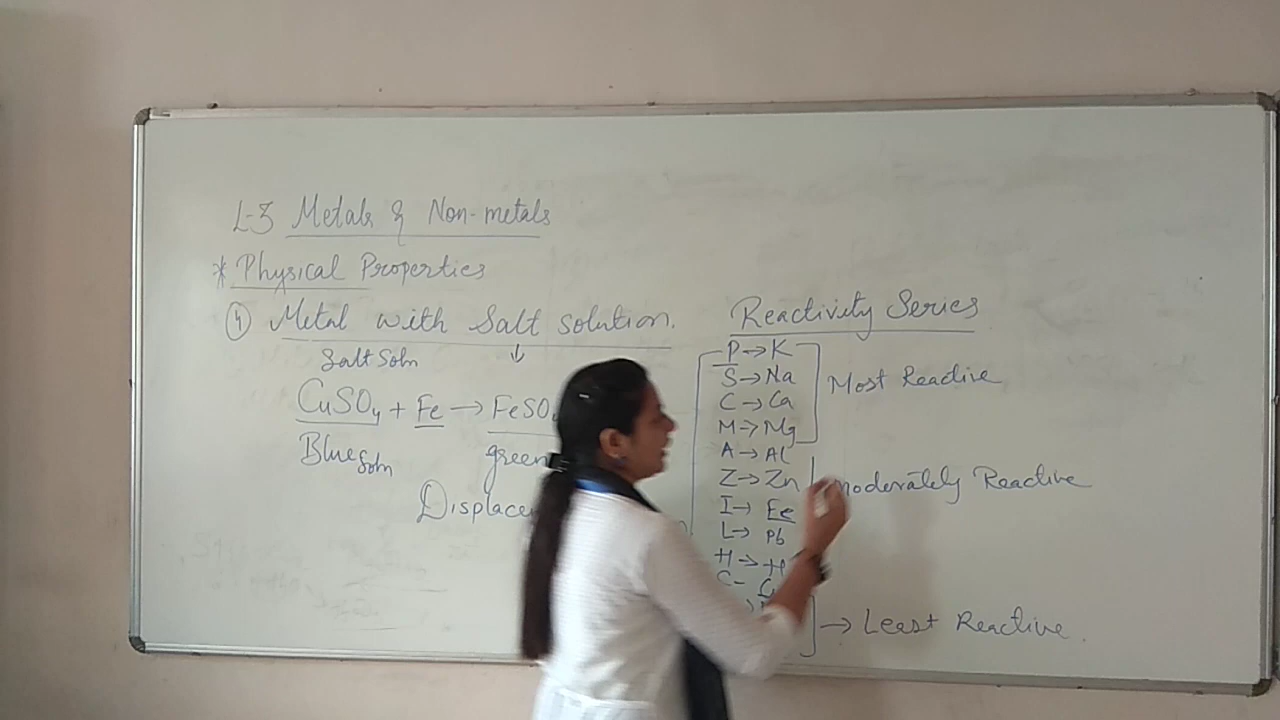 L-3 Metals & Non-metals
* Physical Properties
4) Metal with Salt solution.
↓
Salt Soln
CuSO4 + Fe → FeSO
Blue Soln green
Displace
Reactivity Series
P → K
S → Na
C → Ca
M → Mg
Most Reactive
A → Al
Z → Zn
I → Fe
L → Pb
moderately Reactive
H → H
C -
→ Least Reactive.